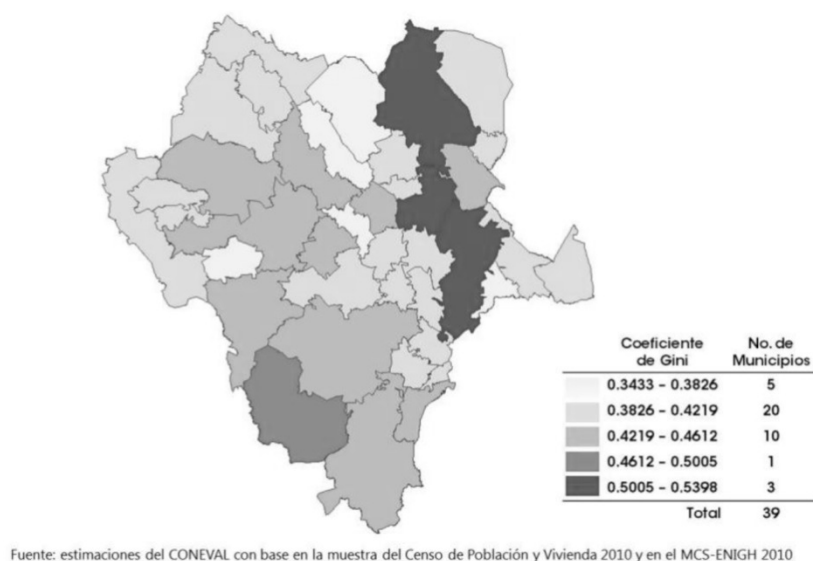 Coeficiente de Gini No. de Municipios
0.3433 – 0.3826 5
0.3826 – 0.4219 20
0.4219 – 0.4612 10
0.4612 – 0.5005 1
0.5005 – 0.5398 3
Total 39
Fuente: estimaciones del CONEVAL con base en la muestra del Censo de Población y Vivienda 2010 y en el MCS-ENIGH 2010